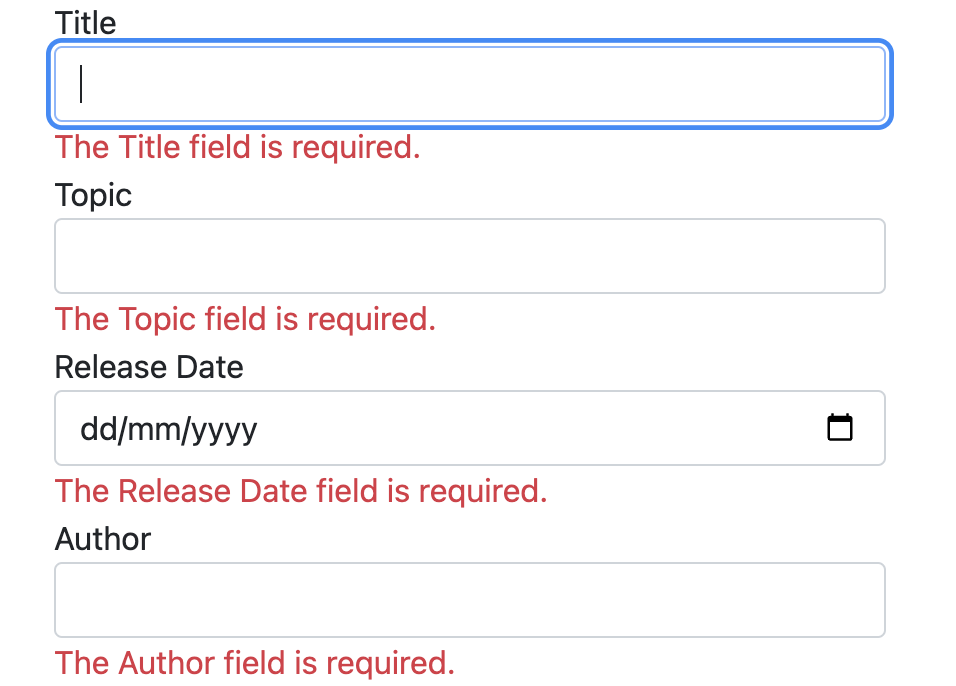 Title
The Title field is required.
Topic
The Topic field is required.
Release Date
dd/mm/yyyy
The Release Date field is required.
Author
The Author field is required.